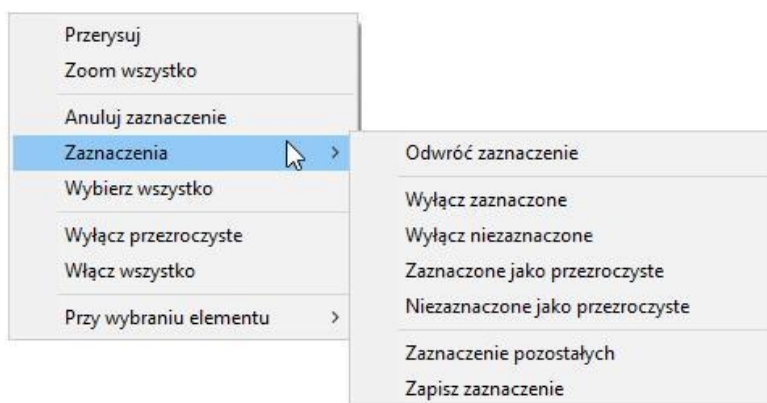 Przerysuj
Zoom wszystko
Anuluj zaznaczenie
Zaznaczenia
Wybierz wszystko
Wyłącz przezroczyste
Włącz wszystko
Przy wybraniu elementu
Odwróć zaznaczenie
Wyłącz zaznaczone
Wyłącz niezaznaczone
Zaznaczone jako przezroczyste
Niezaznaczone jako przezroczyste
Zaznaczenie pozostałych
Zapisz zaznaczenie